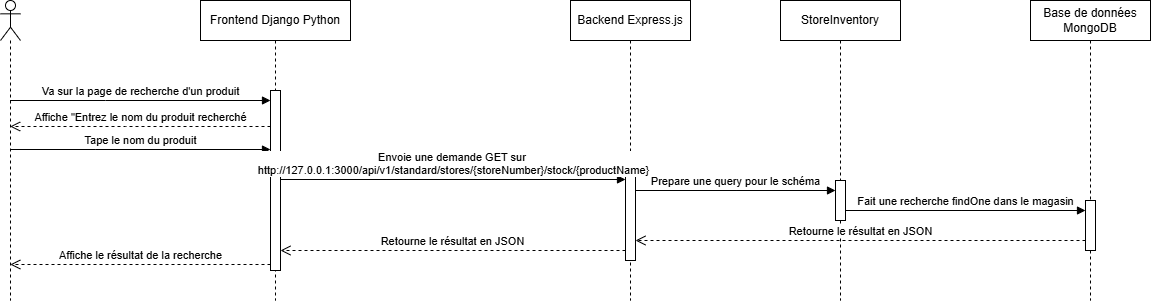 Frontend Django Python
Backend Express.js
StoreInventory
Base de données
MongoDB
Va sur la page de recherche d'un produit
Affiche "Entrez le nom du produit recherché
Tape le nom du produit
Envoie une demande GET sur
http://127.0.0.1:3000/api/v1/standard/stores/{storeNumber}/stock/{productName}
Prepare une query pour le schéma
Fait une recherche findOne dans le magasin
Retourne le résultat en JSON
Retourne le résultat en JSON
Affiche le résultat de la recherche